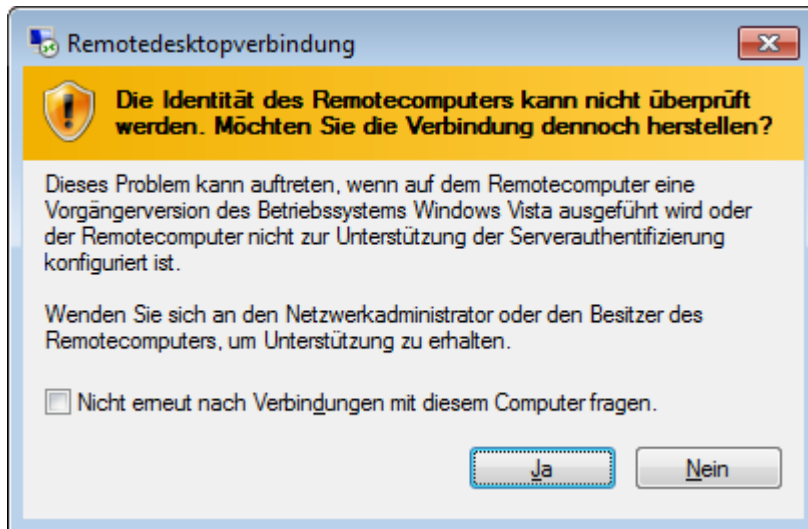 Remotedesktopverbindung
Die Identität des Remotecomputers kann nicht überprüft
werden. Möchten Sie die Verbindung dennoch herstellen?
Dieses Problem kann auftreten, wenn auf dem Remotecomputer eine
Vorgängerversion des Betriebssystems Windows Vista ausgeführt wird oder
der Remotecomputer nicht zur Unterstützung der Serverauthentifizierung
konfiguriert ist.
Wenden Sie sich an den Netzwerkadministrator oder den Besitzer des
Remotecomputers, um Unterstützung zu erhalten.
Nicht erneut nach Verbindungen mit diesem Computer fragen.
Ja
Nein